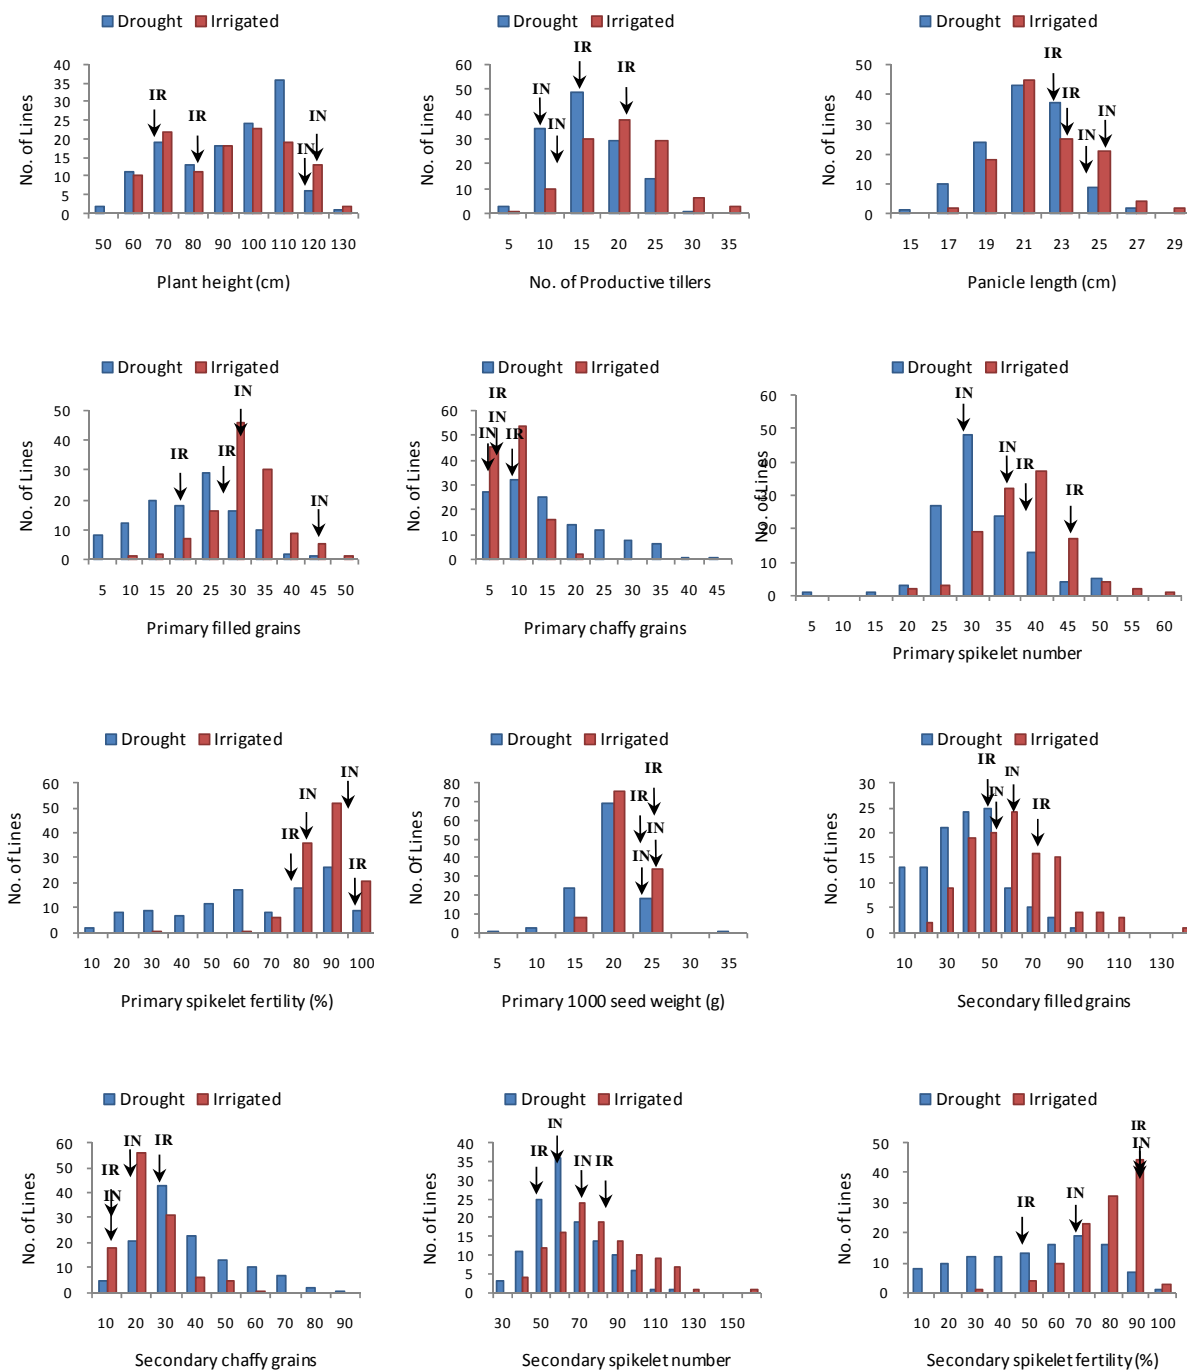 Drought Irrigated
IR IR IN IN
No. of Lines
40
35
30
25
20
15
10
5
0
50 60 70 80 90 100 110 120 130
Plant height (cm)
Drought Irrigated
IN IN IR IR
No. of Lines
60
50
40
30
20
10
0
5 10 15 20 25 30 35
No. of Productive tillers
Drought Irrigated
IR IR IN IN
No. of Lines
50
40
30
20
10
0
15 17 19 21 23 25 27 29
Panicle length (cm)
Drought Irrigated
IR IR IN IN
No. of Lines
50
40
30
20
10
0
5 10 15 20 25 30 35 40 45 50
Primary filled grains
Drought Irrigated
IR
IN
IN IR
No. of Lines
60
50
40
30
20
10
0
5 10 15 20 25 30 35 40 45
Primary chaffy grains
Drought Irrigated
IN IN IR IR
No. of Lines
60
50
40
30
20
10
0
5 10 15 20 25 30 35 40 45 50 55 60
Primary spikelet number
Drought Irrigated
IR IN IN IR
No. of Lines
60
50
40
30
20
10
0
10 20 30 40 50 60 70 80 90 100
Primary spikelet fertility (%)
Drought Irrigated
IR
IR
IN IN
No. Of Lines
80
70
60
50
40
30
20
10
0
5 10 15 20 25 30 35
Primary 1000 seed weight (g)
Drought Irrigated
IR IN IN IR
No. of Lines
30
25
20
15
10
5
0
10 30 50 70 90 110 130
Secondary filled grains
Drought Irrigated
IR
IN
IN IR
No. of Lines
60
50
40
30
20
10
0
10 20 30 40 50 60 70 80 90
Secondary chaffy grains
Drought Irrigated
IR IN IN IR
No. of Lines
40
35
30
25
20
15
10
5
0
30 50 70 90 110 130 150
Secondary spikelet number
Drought Irrigated
IR IN
IR
IN
No. of Lines
50
40
30
20
10
0
10 20 30 40 50 60 70 80 90 100
Secondary spikelet fertility (%)